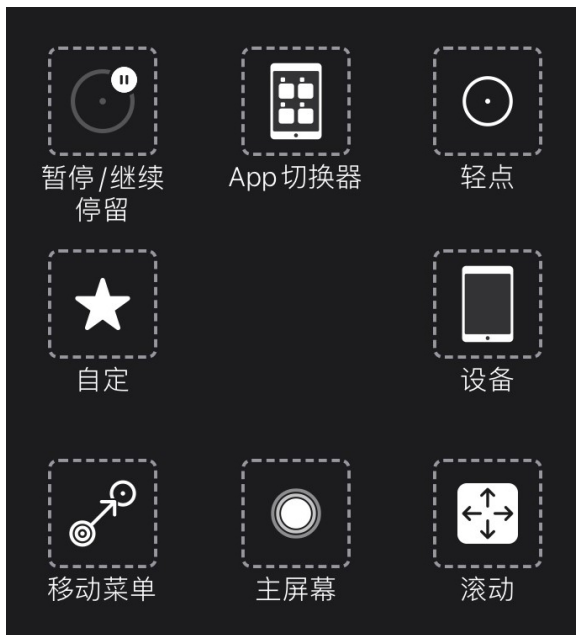 暂停/继续
停留
App切换器
轻点
自定
设备
移动菜单
主屏幕
滚动